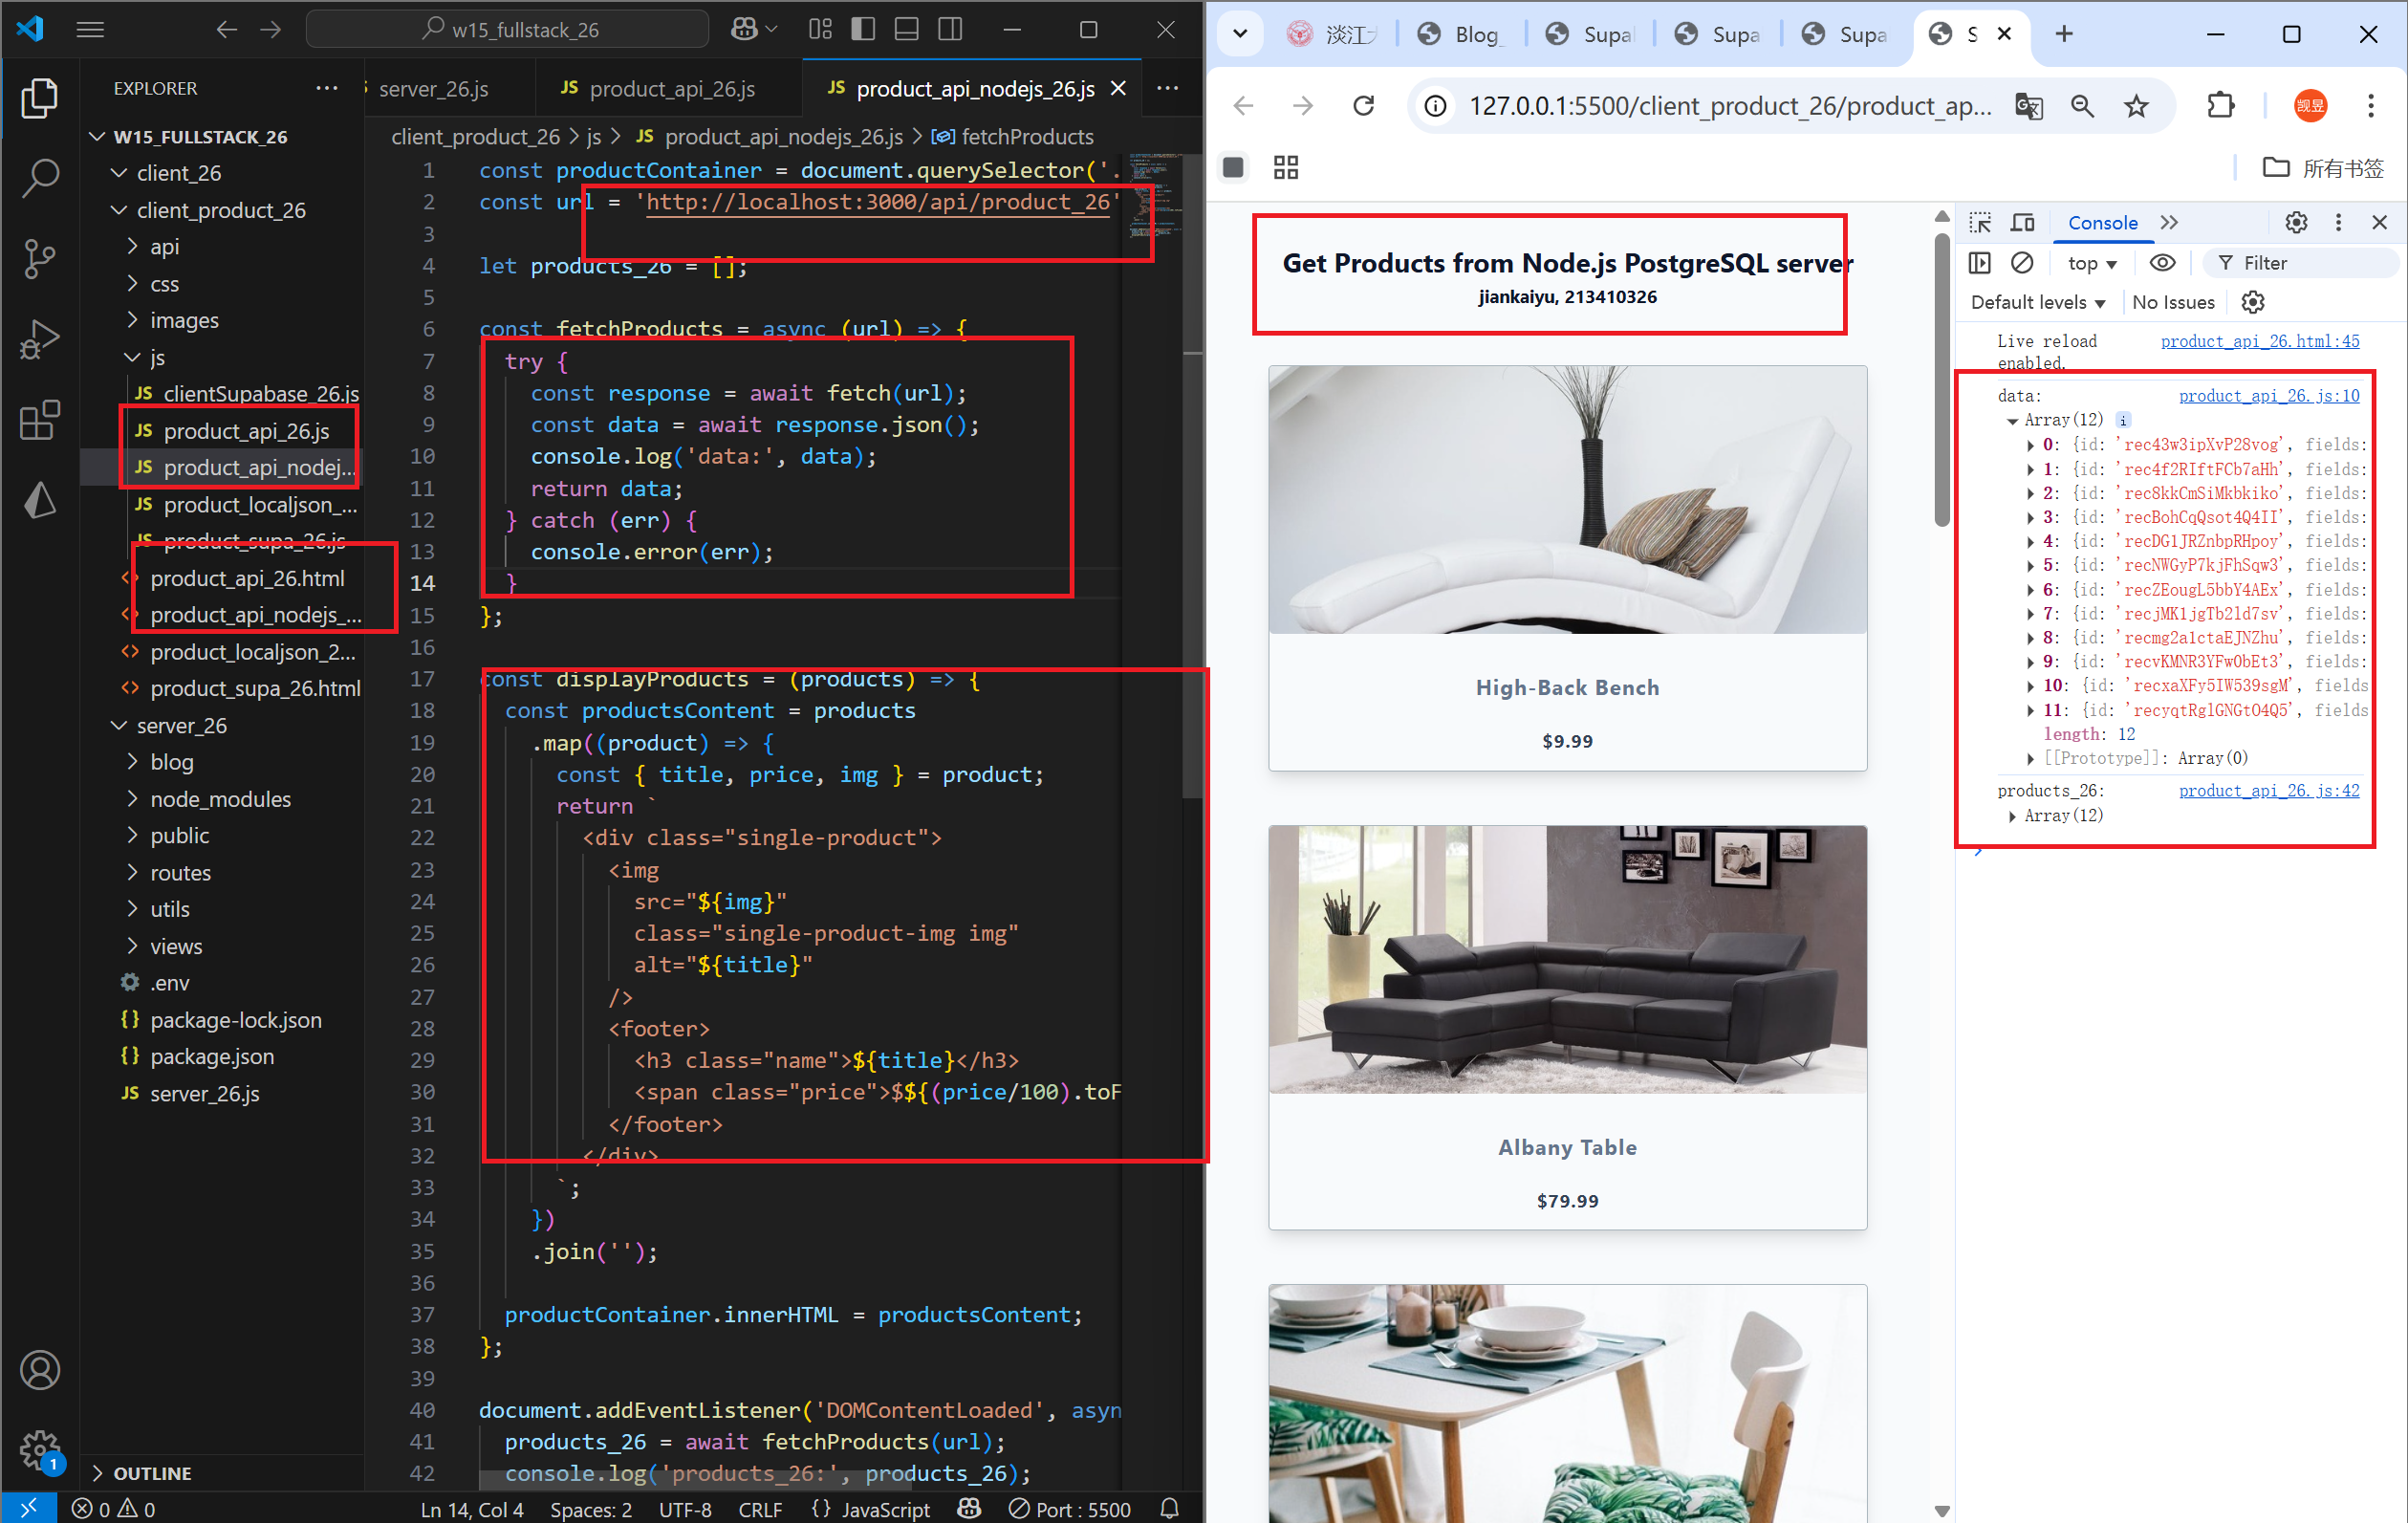 w15_fullstack_26
EXPLORER
W15_FULLSTACK_26
client_26
client_product_26
api
css
images
js
JS clientSupabase_26.js
JS product_api_26.js
JS product_api_nodej...
JS product_localjson_...
JS product_supa_26.js
product_api_26.html
product_api_nodejs_...
product_localjson_2...
product_supa_26.html
server_26
blog
node_modules
public
routes
utils
views
.env
package-lock.json
package.json
JS server_26.js
OUTLINE
server_26.js
JS product_api_26.js
JS product_api_nodejs_26.js
client_product_26 > js > JS product_api_nodejs_26.js > fetchProducts
1 const productContainer = document.querySelector('.
2 const url = 'http://localhost:3000/api/product_26'
3
4 let products_26 = [];
5
6 const fetchProducts = async (url) => {
7 try {
8 const response = await fetch(url);
9 const data = await response.json();
10 console.log('data:', data);
11 return data;
12 } catch (err) {
13 console.error(err);
14 }
15 };
16
17 const displayProducts = (products) => {
18 const productsContent = products
19 .map((product) => {
20 const { title, price, img } = product;
21 return `
22 <div class="single-product">
23 <img
24 src="${img}"
25 class="single-product-img img"
26 alt="${title}"
27 />
28 <footer>
29 <h3 class="name">${title}</h3>
30 <span class="price">$${(price/100).toF
31 </footer>
32 </div>
33 `;
34 })
35 .join('');
36
37 productContainer.innerHTML = productsContent;
38 };
39
40 document.addEventListener('DOMContentLoaded', asyn
41 products_26 = await fetchProducts(url);
42 console.log('products_26:', products_26);
1
0 0
Ln 14, Col 4 Spaces: 2 UTF-8 CRLF {} JavaScript Port : 5500
淡江
Blog_
Supa
Supa
Supa
S
127.0.0.1:5500/client_product_26/product_ap...
觊昱
所有书签
Get Products from Node.js PostgreSQL server
jiankaiyu, 213410326
High-Back Bench
$9.99
Albany Table
$79.99
Console
top
Filter
Default levels
No Issues
Live reload enabled. product_api_26.html:45
data: product_api_26.js:10
Array(12) i
0: {id: 'rec43w3ipXvP28vog', fields:
1: {id: 'rec4f2RIftFCb7aHh', fields:
2: {id: 'rec8kkCmSiMkbkiko', fields:
3: {id: 'recBohCqQsot4Q4II', fields:
4: {id: 'recDG1JRZnbpRHpoy', fields:
5: {id: 'recNWGyP7kjFhSqw3', fields:
6: {id: 'recZEougL5bbY4AEx', fields:
7: {id: 'recjMK1jgTb2ld7sv', fields:
8: {id: 'recmg2a1ctaEJNZhu', fields:
9: {id: 'recvKMNR3YFw0bEt3', fields:
10: {id: 'recxaXFy5IW539sgM', fields
11: {id: 'recyqtRglGNGtO4Q5', fields
length: 12
[[Prototype]]: Array(0)
products_26: product_api_26.js:42
Array(12)